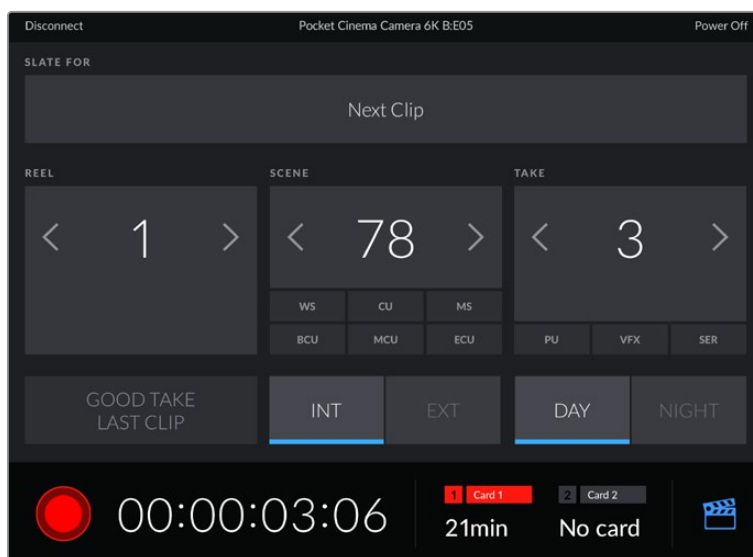 Disconnect Pocket Cinema Camera 6K B:E05 Power Off
SLATE FOR
Next Clip
REEL SCENE TAKE
1 78 3
WS CU MS
BCU MCU ECU PU VFX SER
GOOD TAKE
LAST CLIP
INT EXT DAY NIGHT
1 Card 1 2 Card 2
00:00:03:06 21min No card